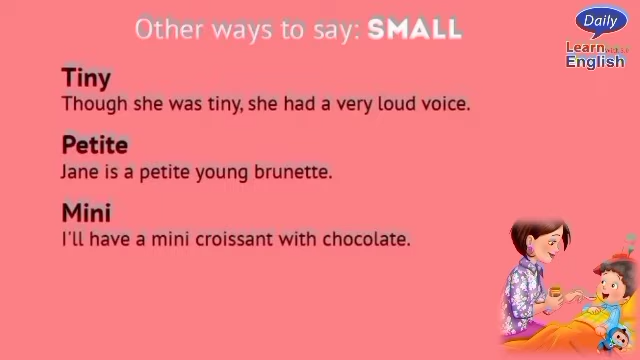 Other ways to say: SMALL
Daily
Learn
English
Tiny
Though she was tiny, she had a very loud voice.
Petite
Jane is a petite young brunette.
Mini
I'll have a mini croissant with chocolate.